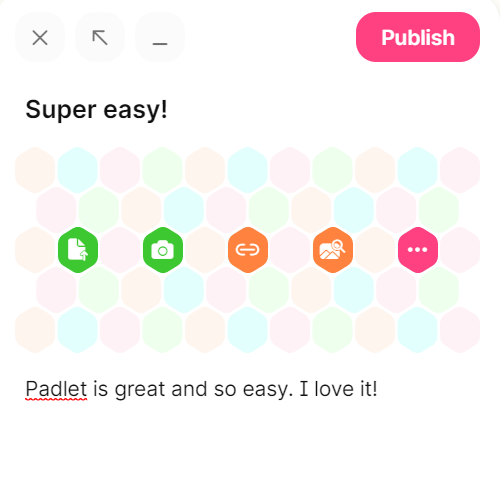 Publish
Super easy!
Padlet is great and so easy. I love it!